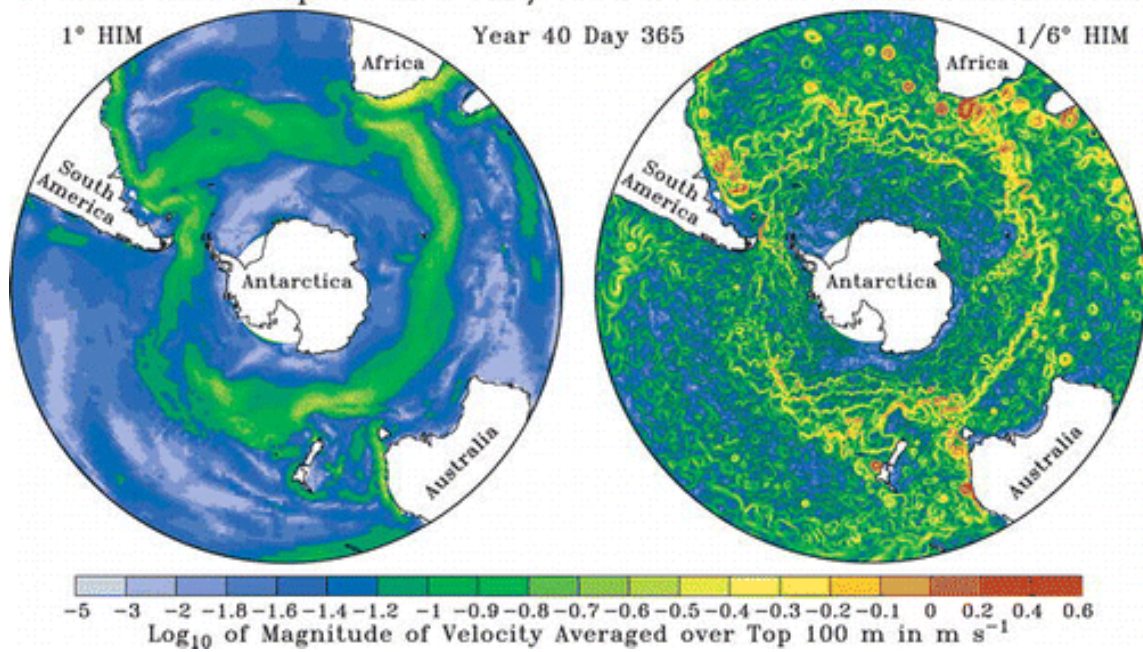 1° HIM Year 40 Day 365 1/6° HIM
Africa
Africa
South
America
South
America
Antarctica
Antarctica
Australia
Australia
-5 -3 -2 -1.8 -1.6 -1.4 -1.2 -1 -0.9 -0.8 -0.7 -0.6 -0.5 -0.4 -0.3 -0.2 -0.1 0 0.2 0.4 0.6
Log₁₀ of Magnitude of Velocity Averaged over Top 100 m in m s⁻¹